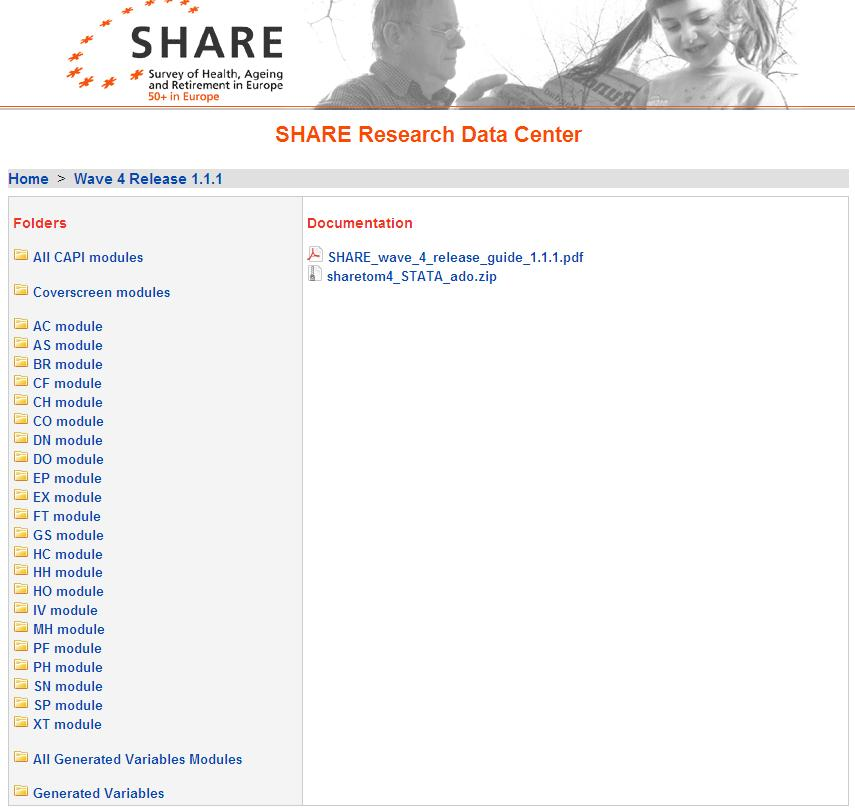 SHARE
Survey of Health, Ageing
and Retirement in Europe
50+ in Europe
SHARE Research Data Center
Home > Wave 4 Release 1.1.1
Folders
All CAPI modules
Coverscreen modules
AC module
AS module
BR module
CF module
CH module
CO module
DN module
DO module
EP module
EX module
FT module
GS module
HC module
HH module
HO module
IV module
MH module
PF module
PH module
SN module
SP module
XT module
All Generated Variables Modules
Generated Variables
Documentation
SHARE_wave_4_release_guide_1.1.1.pdf
sharetom4_STATA_ado.zip